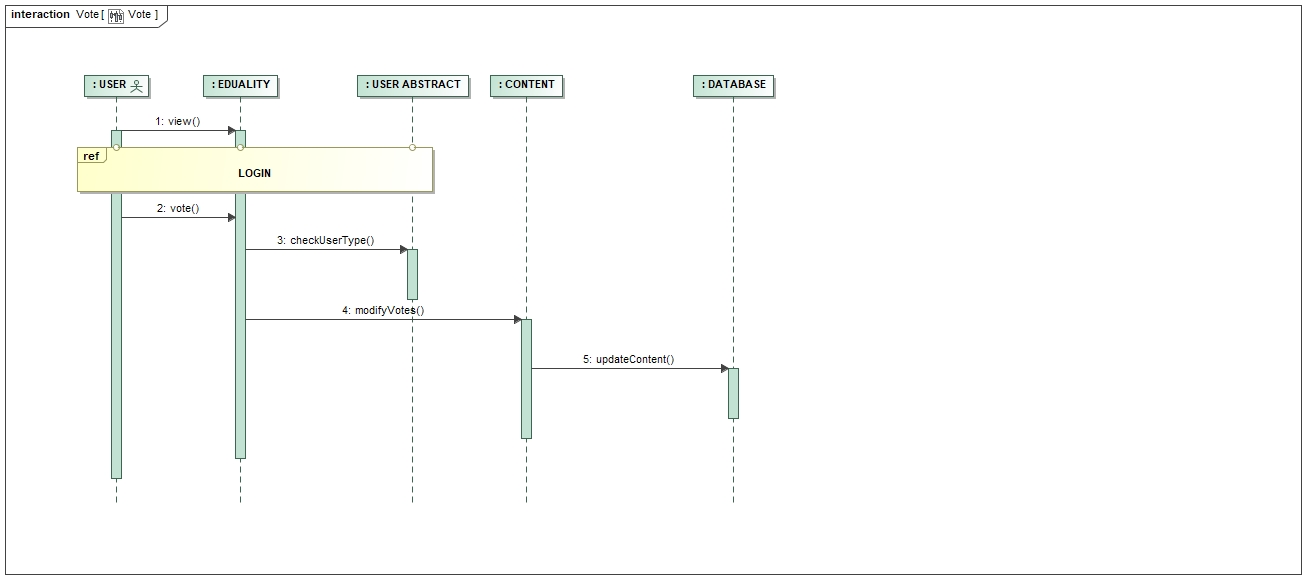 interaction Vote [ Vote ]
: USER
: EDUALITY
: USER ABSTRACT
: CONTENT
: DATABASE
1: view()
ref
LOGIN
2: vote()
3: checkUserType()
4: modifyVotes()
5: updateContent()